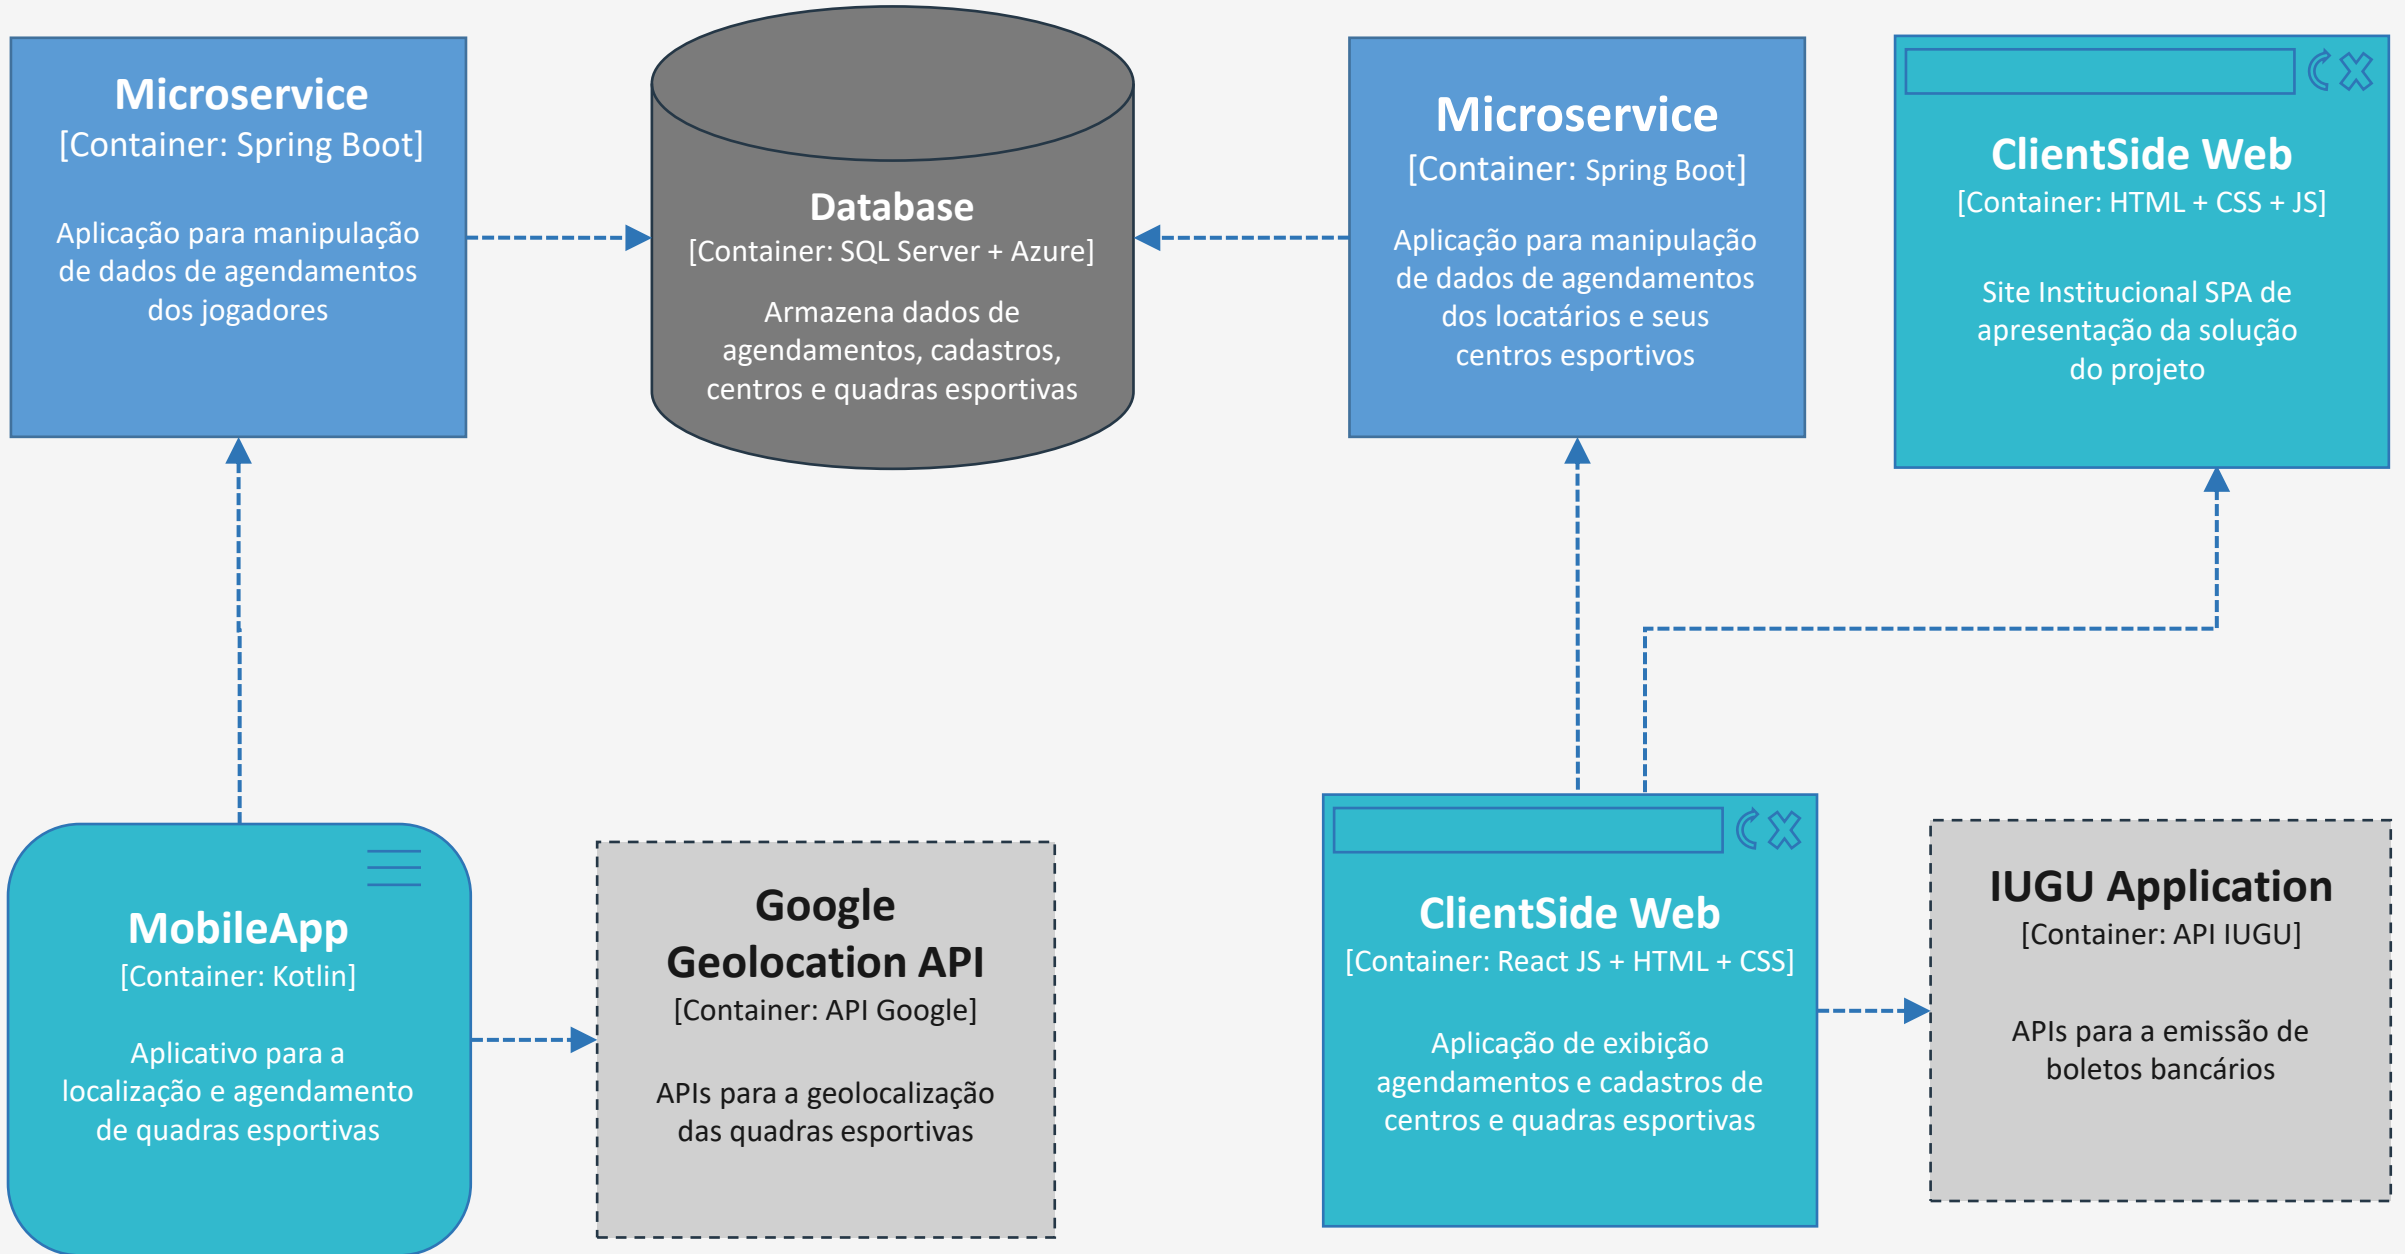 Microservice
[Container: Spring Boot]
Aplicação para manipulação
de dados de agendamentos
dos jogadores
Database
[Container: SQL Server + Azure]
Armazena dados de
agendamentos, cadastros,
centros e quadras esportivas
Microservice
[Container: Spring Boot]
Aplicação para manipulação
de dados de agendamentos
dos locatários e seus
centros esportivos
ClientSide Web
[Container: HTML + CSS + JS]
Site Institucional SPA de
apresentação da solução
do projeto
MobileApp
[Container: Kotlin]
Aplicativo para a
localização e agendamento
de quadras esportivas
Google
Geolocation API
[Container: API Google]
APIs para a geolocalização
das quadras esportivas
ClientSide Web
[Container: React JS + HTML + CSS]
Aplicação de exibição
agendamentos e cadastros de
centros e quadras esportivas
IUGU Application
[Container: API IUGU]
APIs para a emissão de
boletos bancários